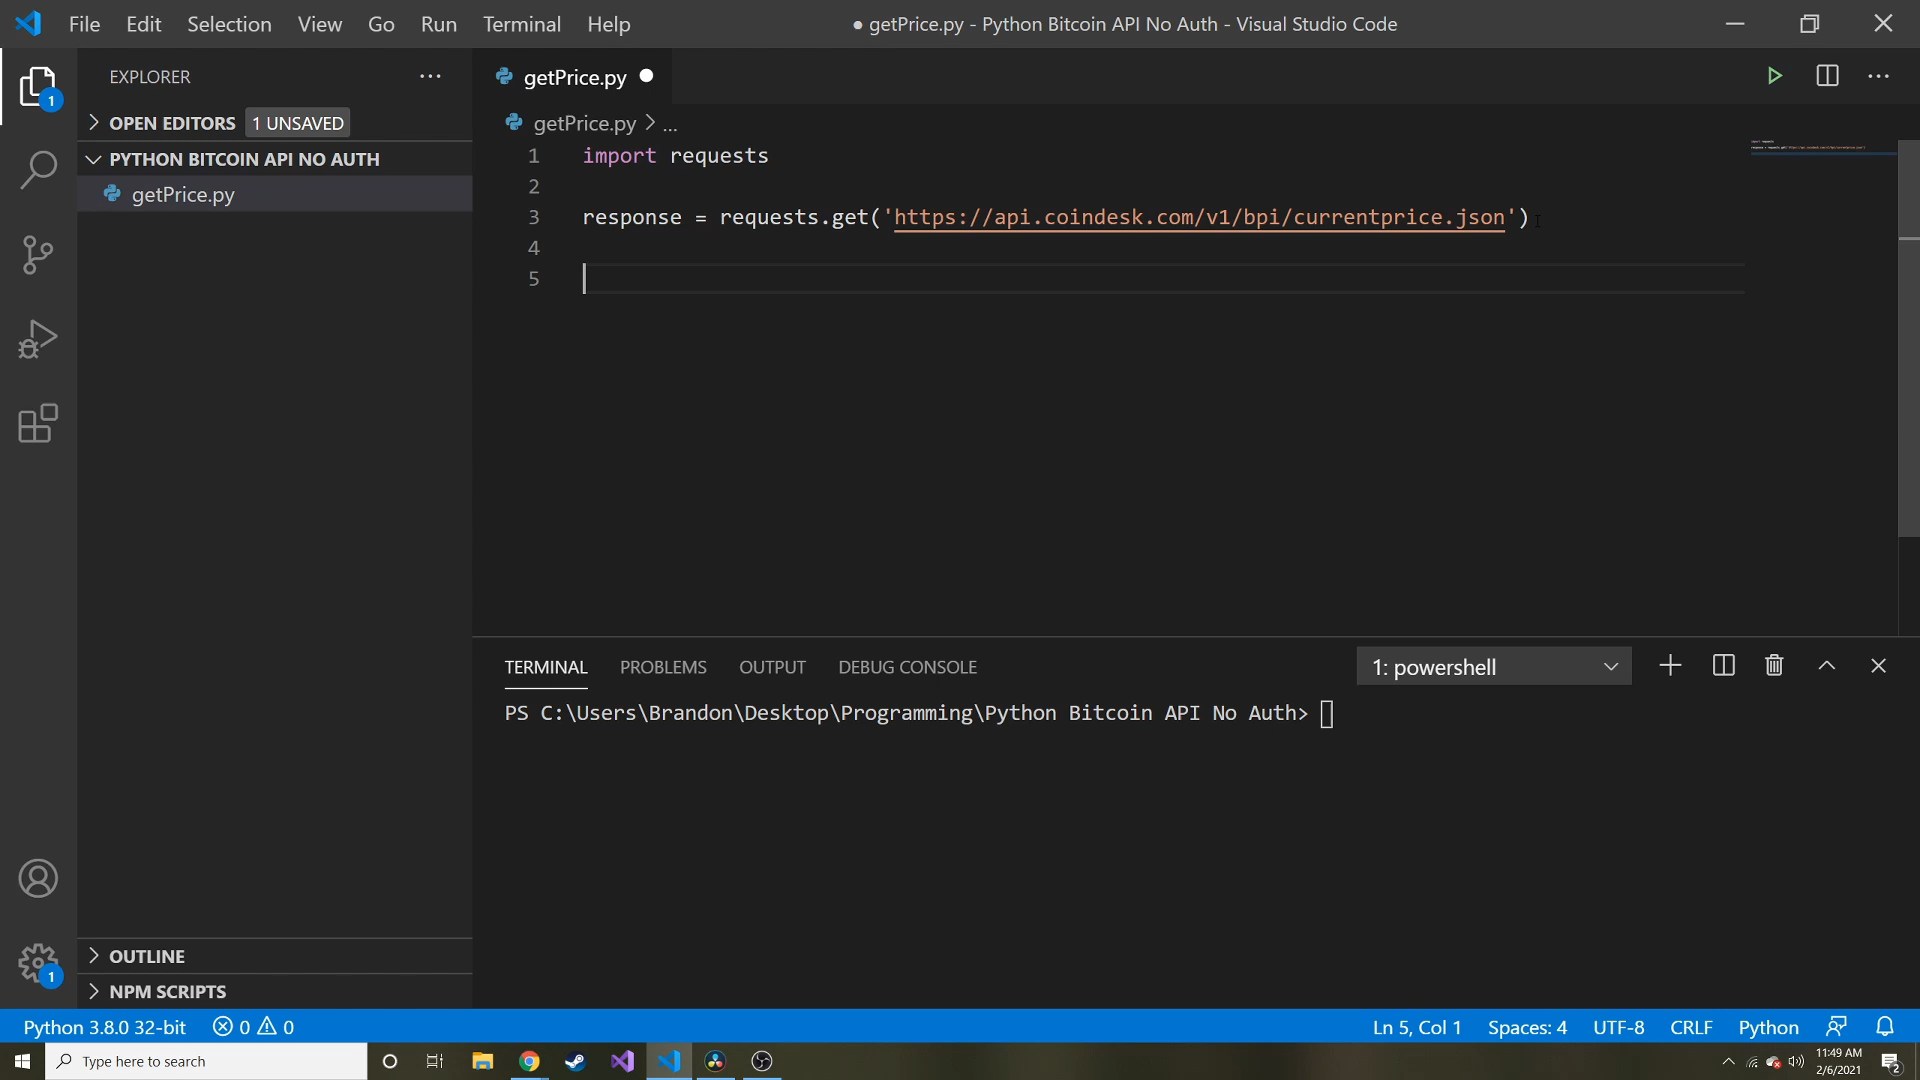 File Edit Selection View Go Run Terminal Help
● getPrice.py - Python Bitcoin API No Auth - Visual Studio Code
1
EXPLORER
OPEN EDITORS 1 UNSAVED
PYTHON BITCOIN API NO AUTH
getPrice.py
OUTLINE
NPM SCRIPTS
1
getPrice.py
getPrice.py > ...
1 import requests
2
3 response = requests.get('https://api.coindesk.com/v1/bpi/currentprice.json')
4
5
TERMINAL PROBLEMS OUTPUT DEBUG CONSOLE
1: powershell
PS C:\Users\Brandon\Desktop\Programming\Python Bitcoin API No Auth>
Python 3.8.0 32-bit 0 0
Ln 5, Col 1 Spaces: 4 UTF-8 CRLF Python
Type here to search
11:49 AM
2/6/2021
2